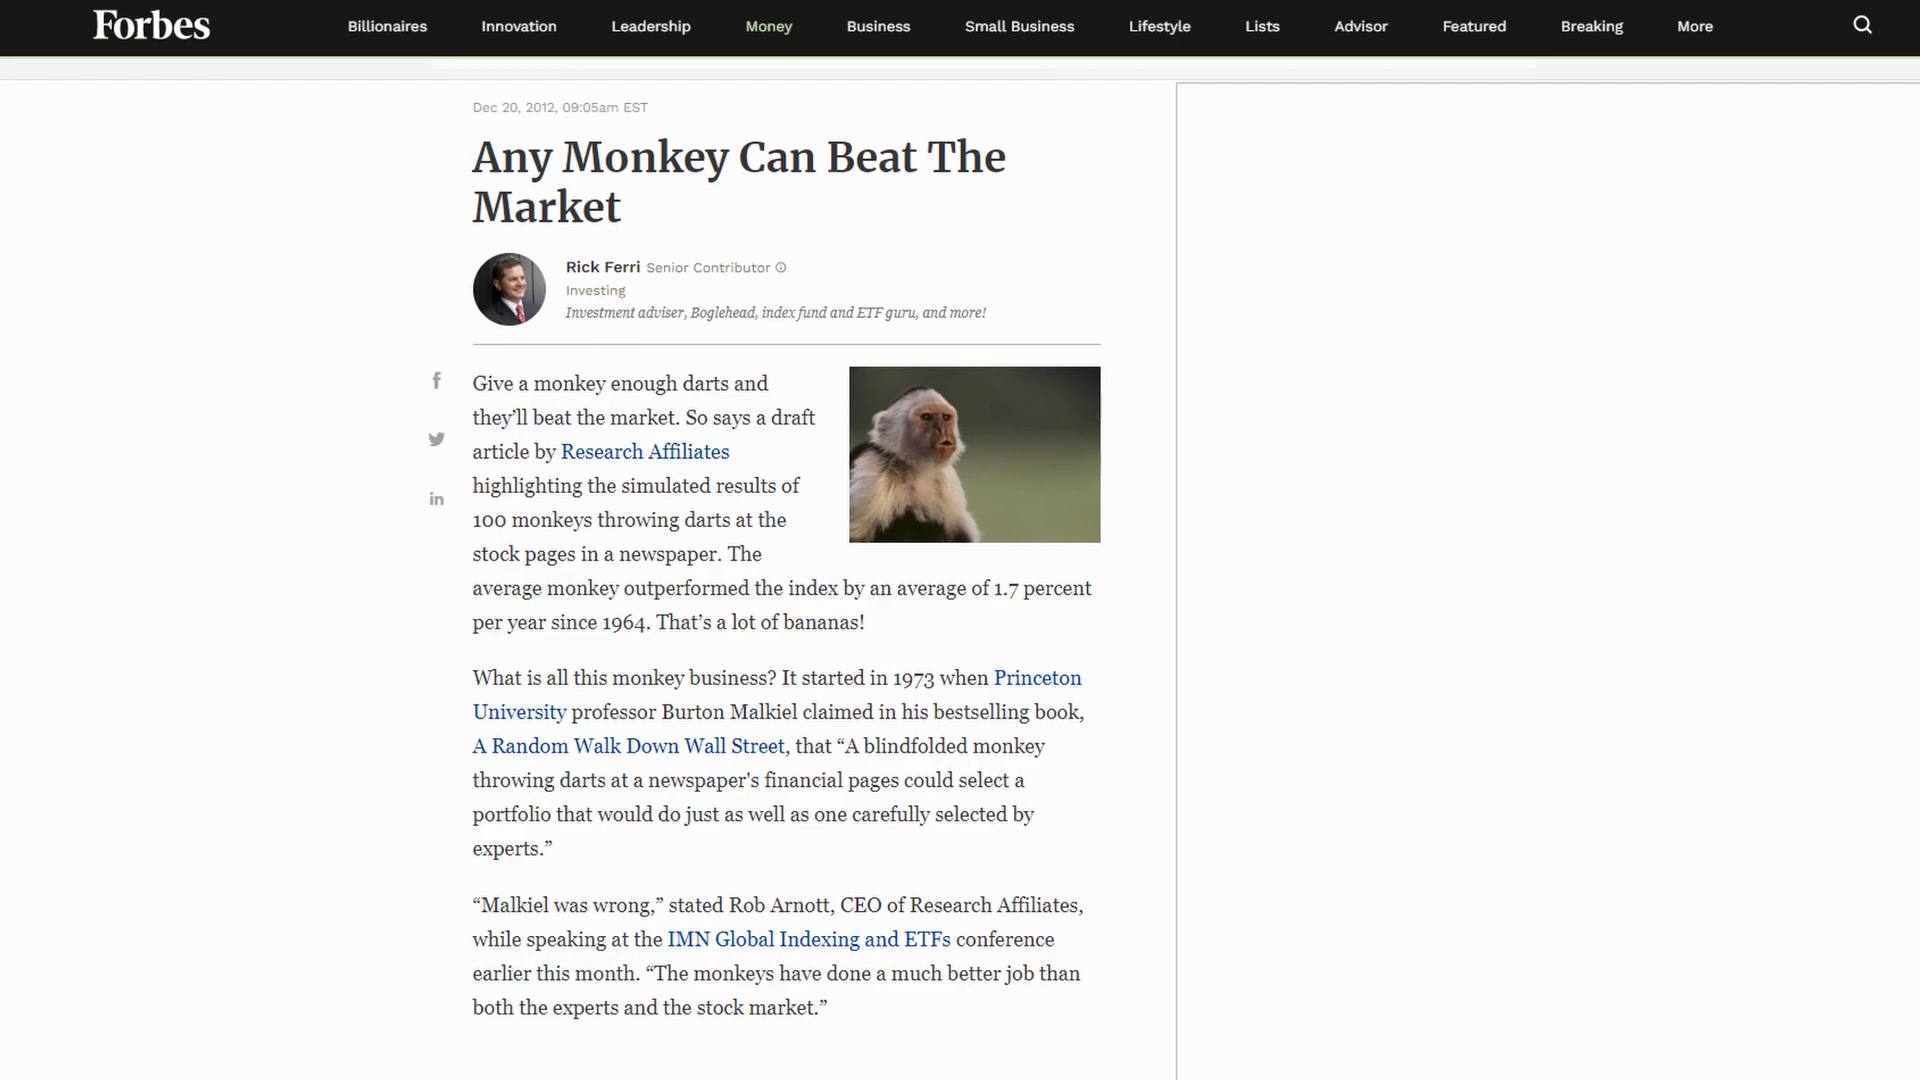 Forbes
Billionaires
Innovation
Leadership
Money
Business
Small Business
Lifestyle
Lists
Advisor
Featured
Breaking
More
Dec 20, 2012, 09:05am EST
Any Monkey Can Beat The
Market
Rick Ferri Senior Contributor
Investing
Investment adviser, Boglehead, index fund and ETF guru, and more!
Give a monkey enough darts and
they’ll beat the market. So says a draft
article by Research Affiliates
highlighting the simulated results of
100 monkeys throwing darts at the
stock pages in a newspaper. The
average monkey outperformed the index by an average of 1.7 percent
per year since 1964. That’s a lot of bananas!
What is all this monkey business? It started in 1973 when Princeton
University professor Burton Malkiel claimed in his bestselling book,
A Random Walk Down Wall Street, that “A blindfolded monkey
throwing darts at a newspaper's financial pages could select a
portfolio that would do just as well as one carefully selected by
experts.”
“Malkiel was wrong,” stated Rob Arnott, CEO of Research Affiliates,
while speaking at the IMN Global Indexing and ETFs conference
earlier this month. “The monkeys have done a much better job than
both the experts and the stock market.”